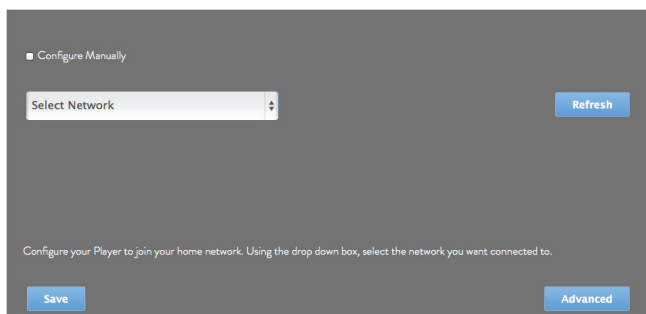 Configure Manually
Select Network
Refresh
Configure your Player to join your home network. Using the drop down box, select the network you want connected to.
Save
Advanced